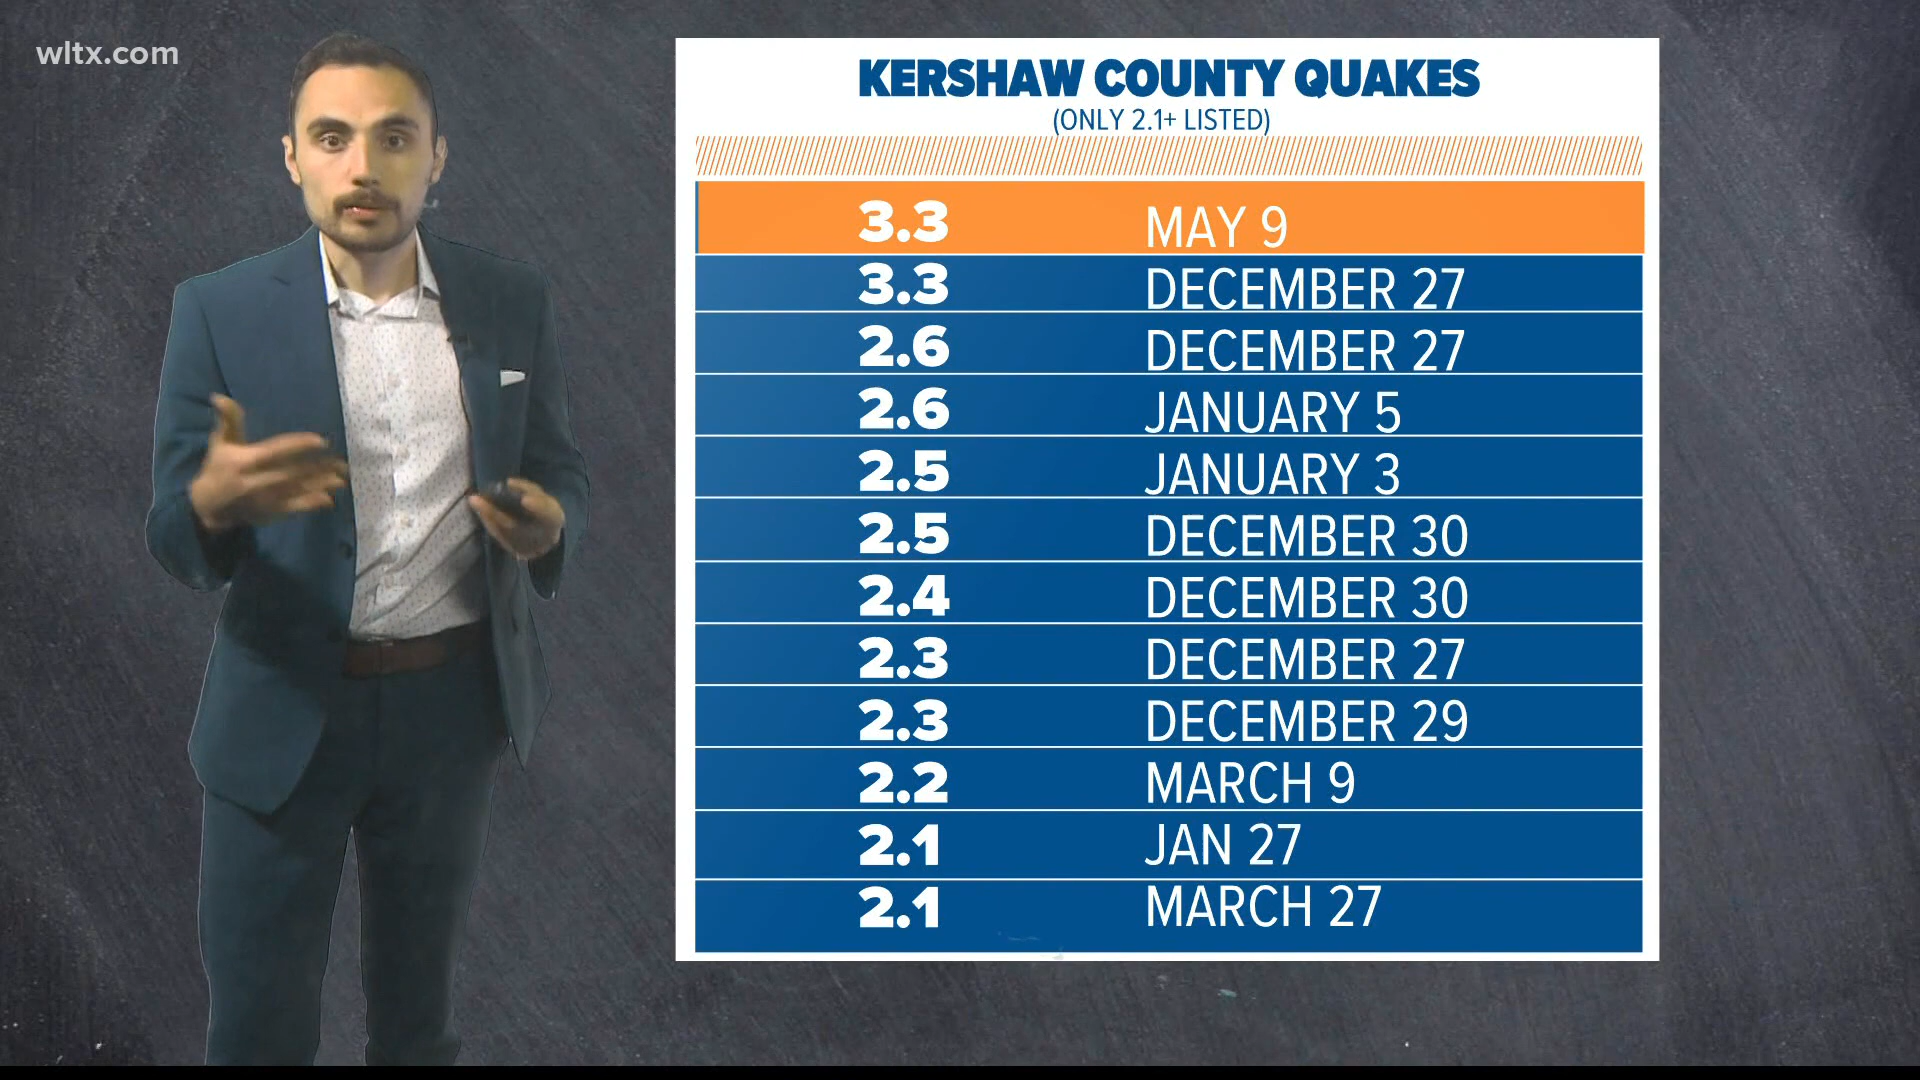 wltx.com
KERSHAW COUNTY QUAKES
(ONLY 2.1+ LISTED)
3.3 MAY 9
3.3 DECEMBER 27
2.6 DECEMBER 27
2.6 JANUARY 5
2.5 JANUARY 3
2.5 DECEMBER 30
2.4 DECEMBER 30
2.3 DECEMBER 27
2.3 DECEMBER 29
2.2 MARCH 9
2.1 JAN 27
2.1 MARCH 27